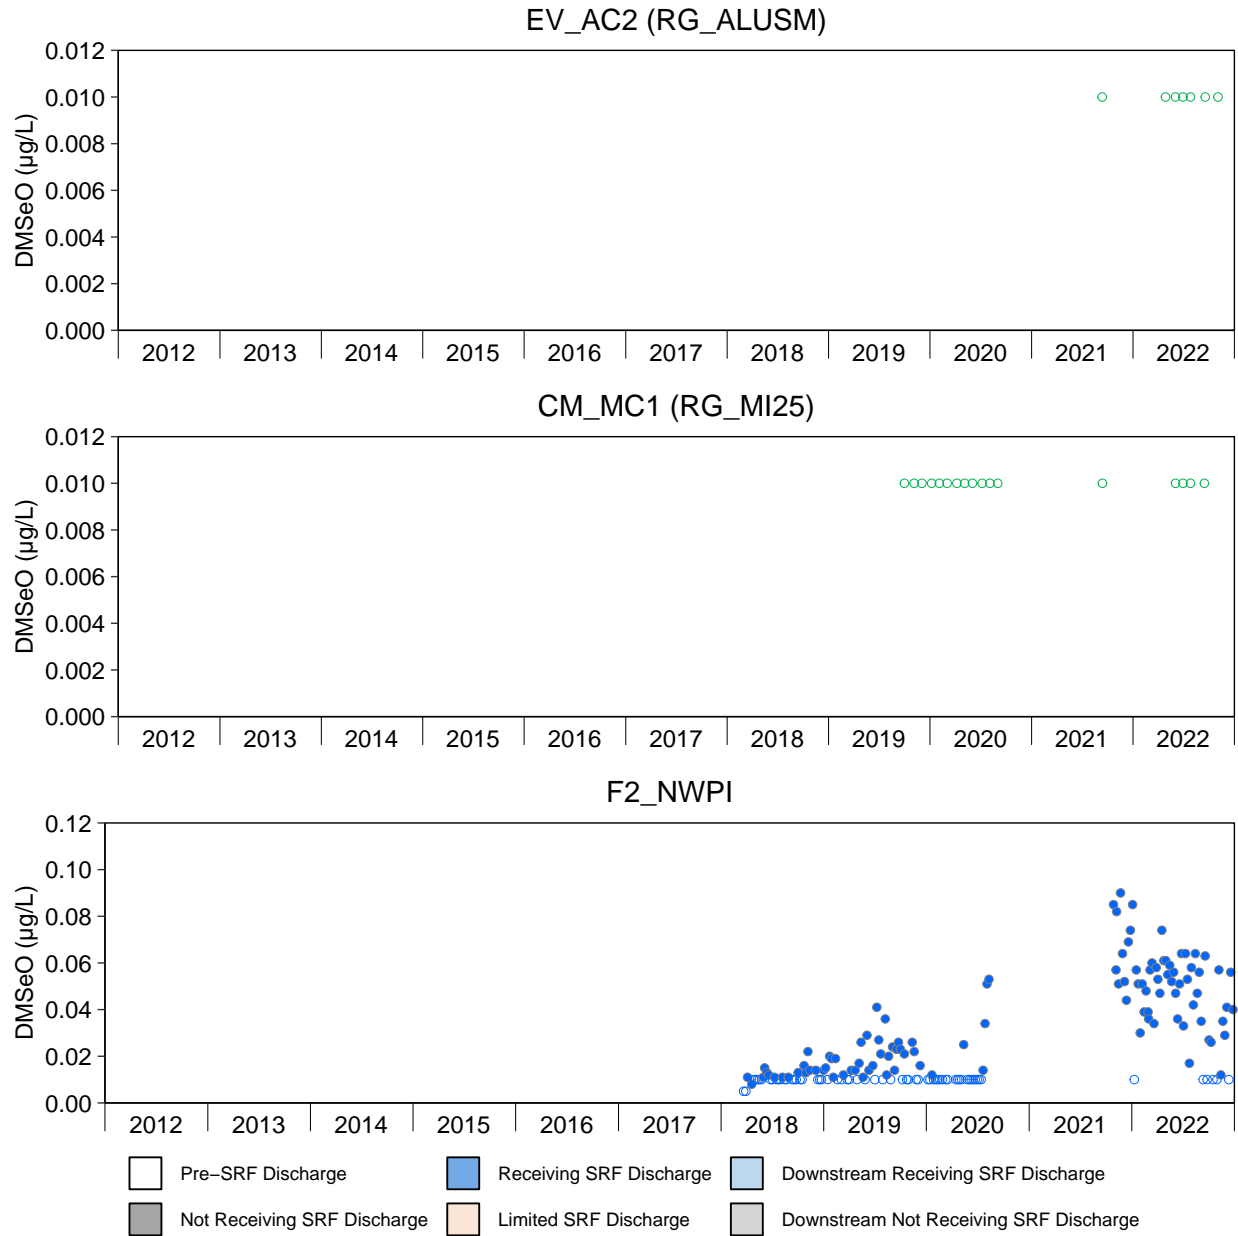 EV_AC2 (RG_ALUSM)
DMSeO (µg/L)
0.012
0.010
0.008
0.006
0.004
0.002
0.000
2012 2013 2014 2015 2016 2017 2018 2019 2020 2021 2022
CM_MC1 (RG_MI25)
DMSeO (µg/L)
0.012
0.010
0.008
0.006
0.004
0.002
0.000
2012 2013 2014 2015 2016 2017 2018 2019 2020 2021 2022
F2_NWPI
DMSeO (µg/L)
0.12
0.10
0.08
0.06
0.04
0.02
0.00
2012 2013 2014 2015 2016 2017 2018 2019 2020 2021 2022
Pre−SRF Discharge Receiving SRF Discharge Downstream Receiving SRF Discharge
Not Receiving SRF Discharge Limited SRF Discharge Downstream Not Receiving SRF Discharge